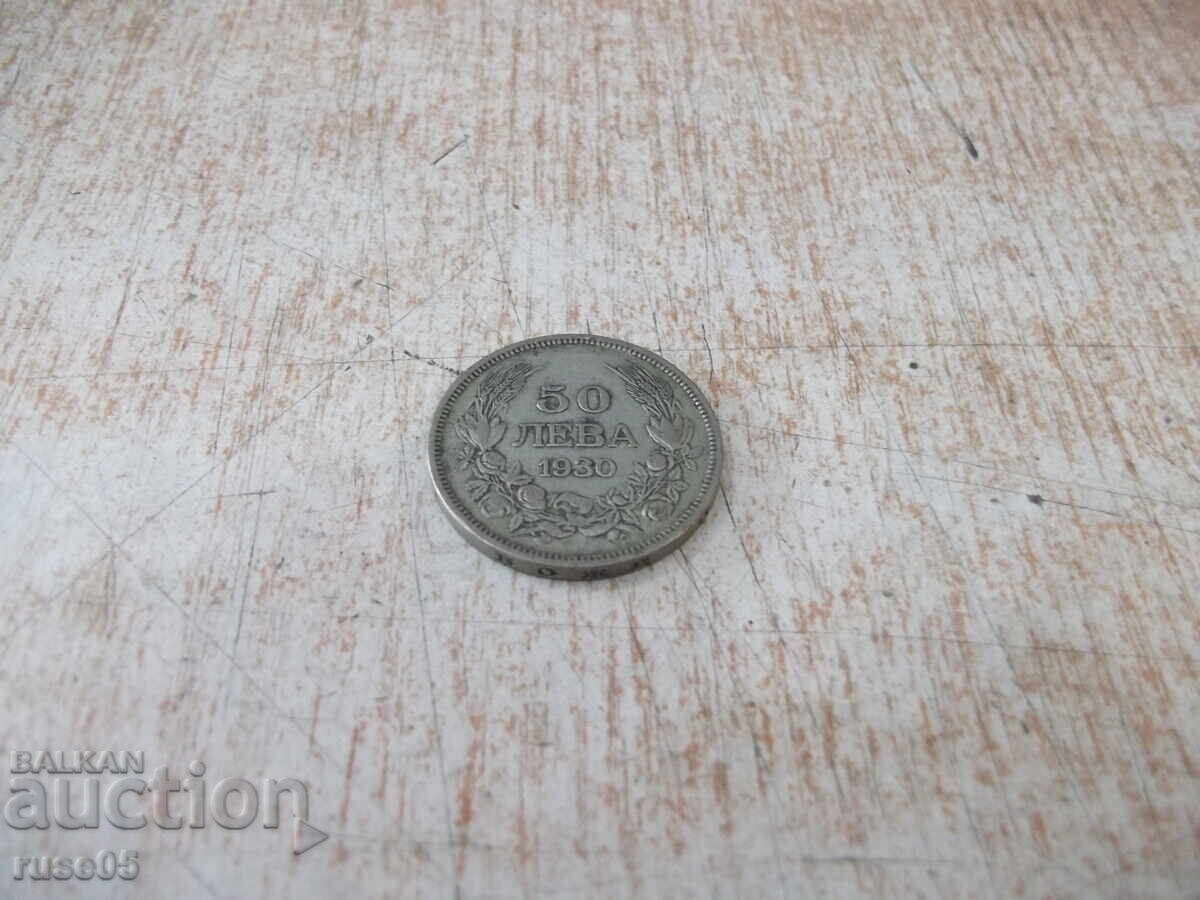 50
ЛЕВА
1930
BALKAN
auction
ruse05